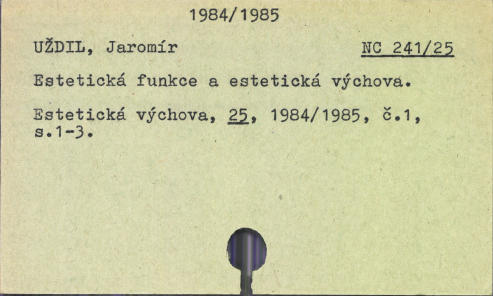 1984/1985
UŽDIL, Jaromír NC 241/25
Estetická funkce a estetická výchova.
Estetická výchova, 25, 1984/1985, č.1,
s.1-3.